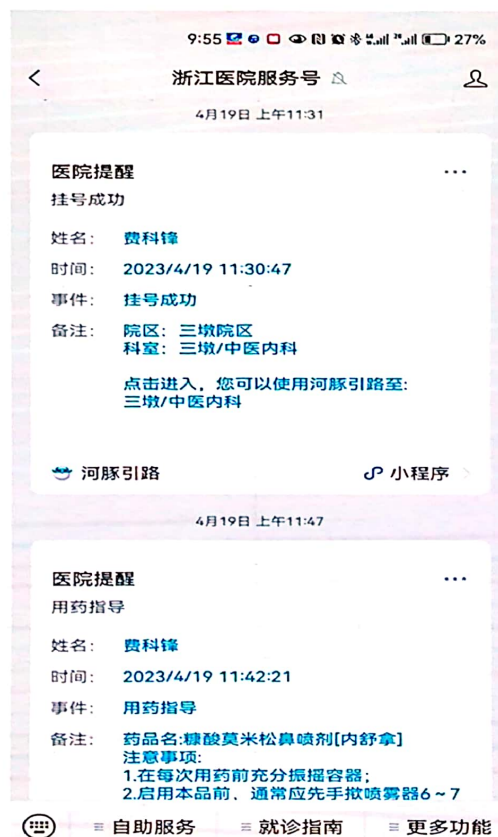 9:55
27%
浙江医院服务号
4月19日 上午11:31
医院提醒
挂号成功
姓名： 费科锋
时间： 2023/4/19 11:30:47
事件： 挂号成功
备注： 院区：三墩院区
科室：三墩/中医内科
点击进入，您可以使用河豚引路至:
三墩/中医内科
河豚引路
小程序
4月19日 上午11:47
医院提醒
用药指导
姓名： 费科锋
时间： 2023/4/19 11:42:21
事件： 用药指导
备注： 药品名:糠酸莫米松鼻喷剂[内舒拿]
注意事项:
1.在每次用药前充分振摇容器;
2.启用本品前，通常应先手揿喷雾器6～7
自助服务
就诊指南
更多功能